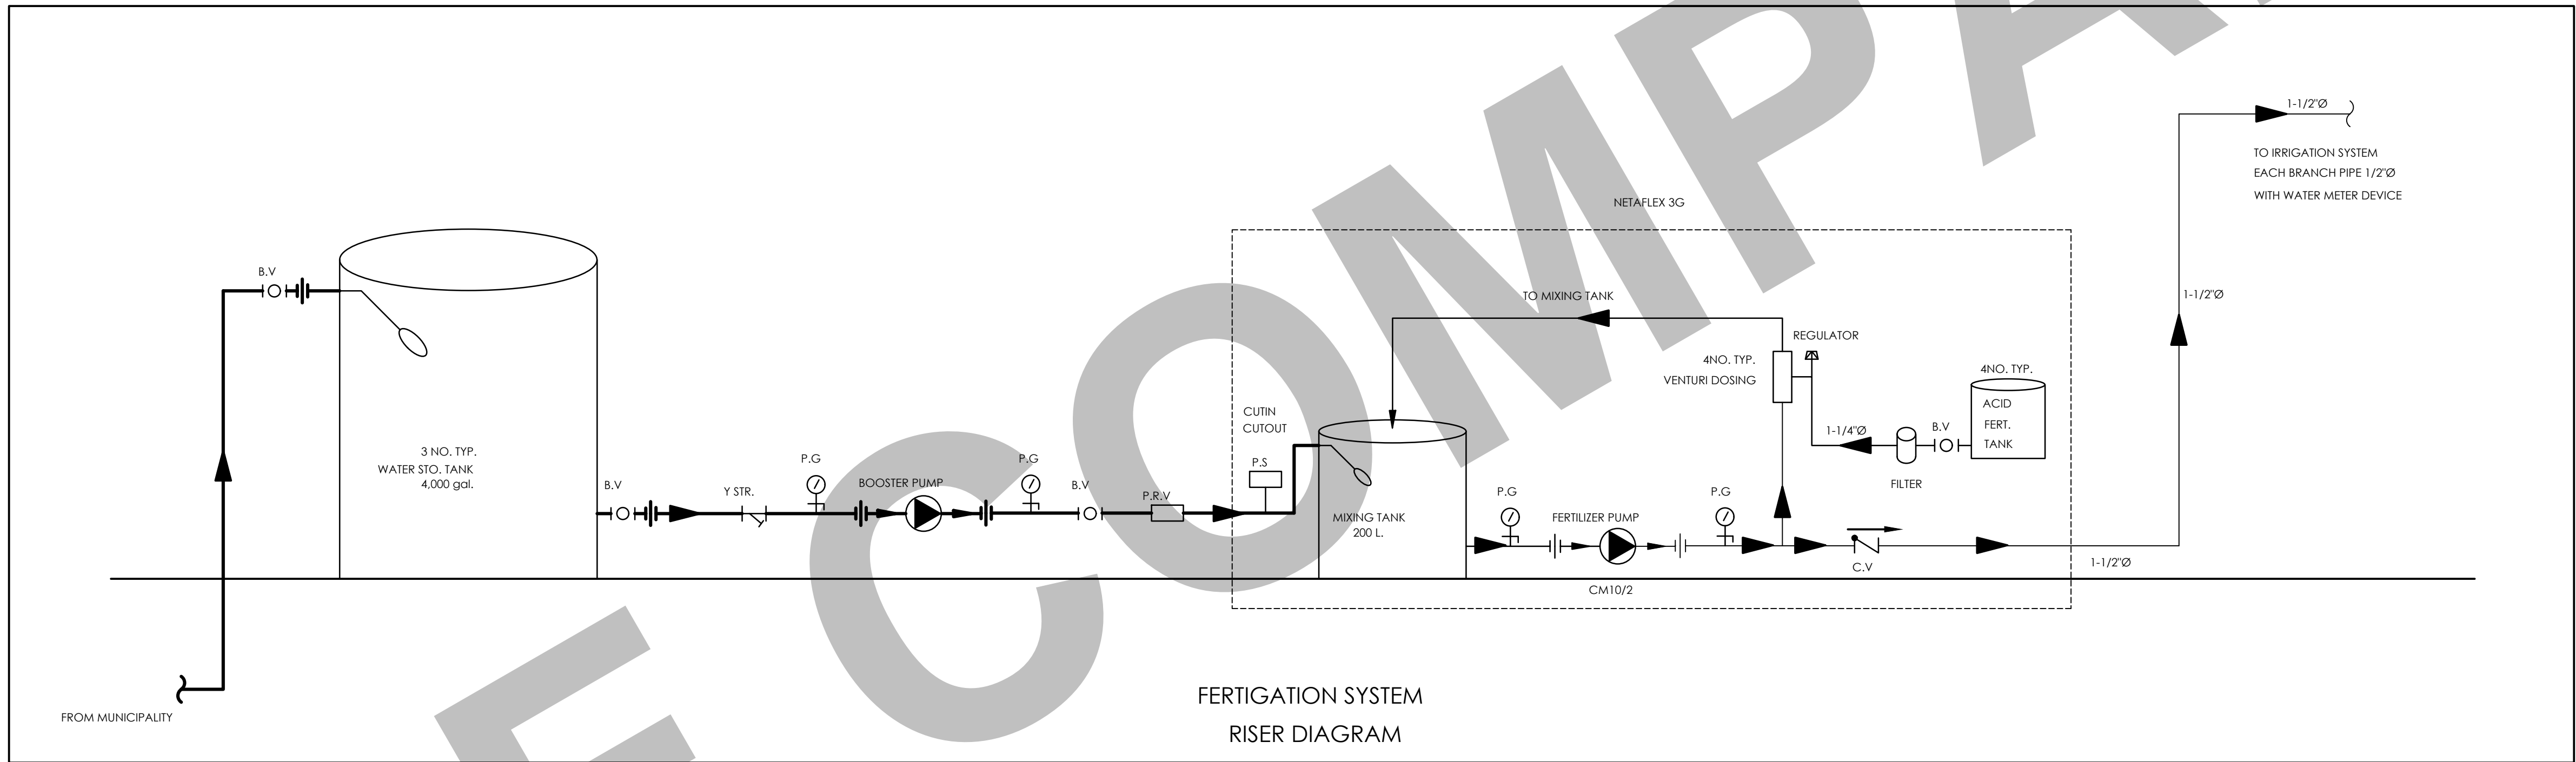 FROM MUNICIPALITY
B.V
3 NO. TYP.
WATER STO. TANK
4,000 gal.
B.V
Y STR.
P.G
BOOSTER PUMP
P.G
B.V
P.R.V
NETAFLEX 3G
CUTIN
CUTOUT
P.S
TO MIXING TANK
MIXING TANK
200 L.
P.G
FERTILIZER PUMP
CM10/2
P.G
4NO. TYP.
VENTURI DOSING
REGULATOR
1-1/4"Ø
FILTER
B.V
4NO. TYP.
ACID
FERT.
TANK
C.V
1-1/2"Ø
1-1/2"Ø
1-1/2"Ø
TO IRRIGATION SYSTEM
EACH BRANCH PIPE 1/2"Ø
WITH WATER METER DEVICE
FERTIGATION SYSTEM
RISER DIAGRAM
E COMPA